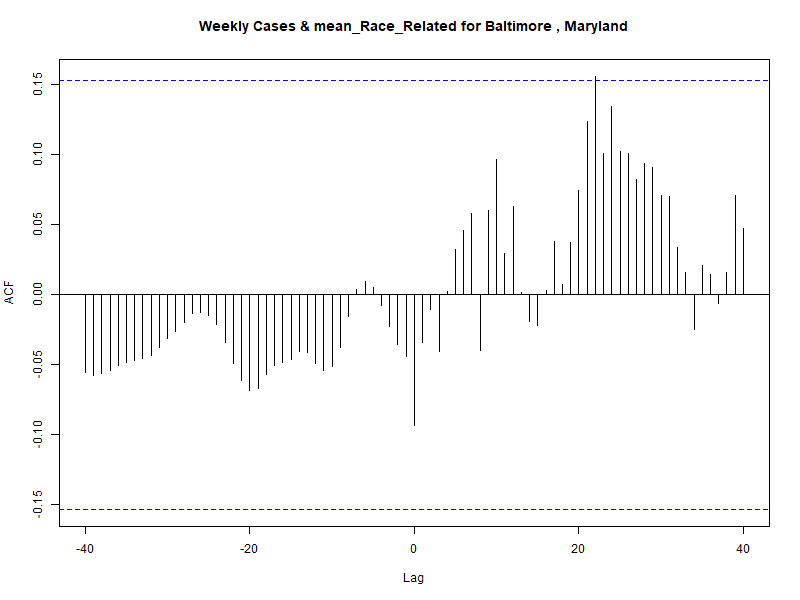 Weekly Cases & mean_Race_Related for Baltimore , Maryland
ACF
0.15
0.10
0.05
0.00
-0.05
-0.10
-0.15
-40 -20 0 20 40
Lag